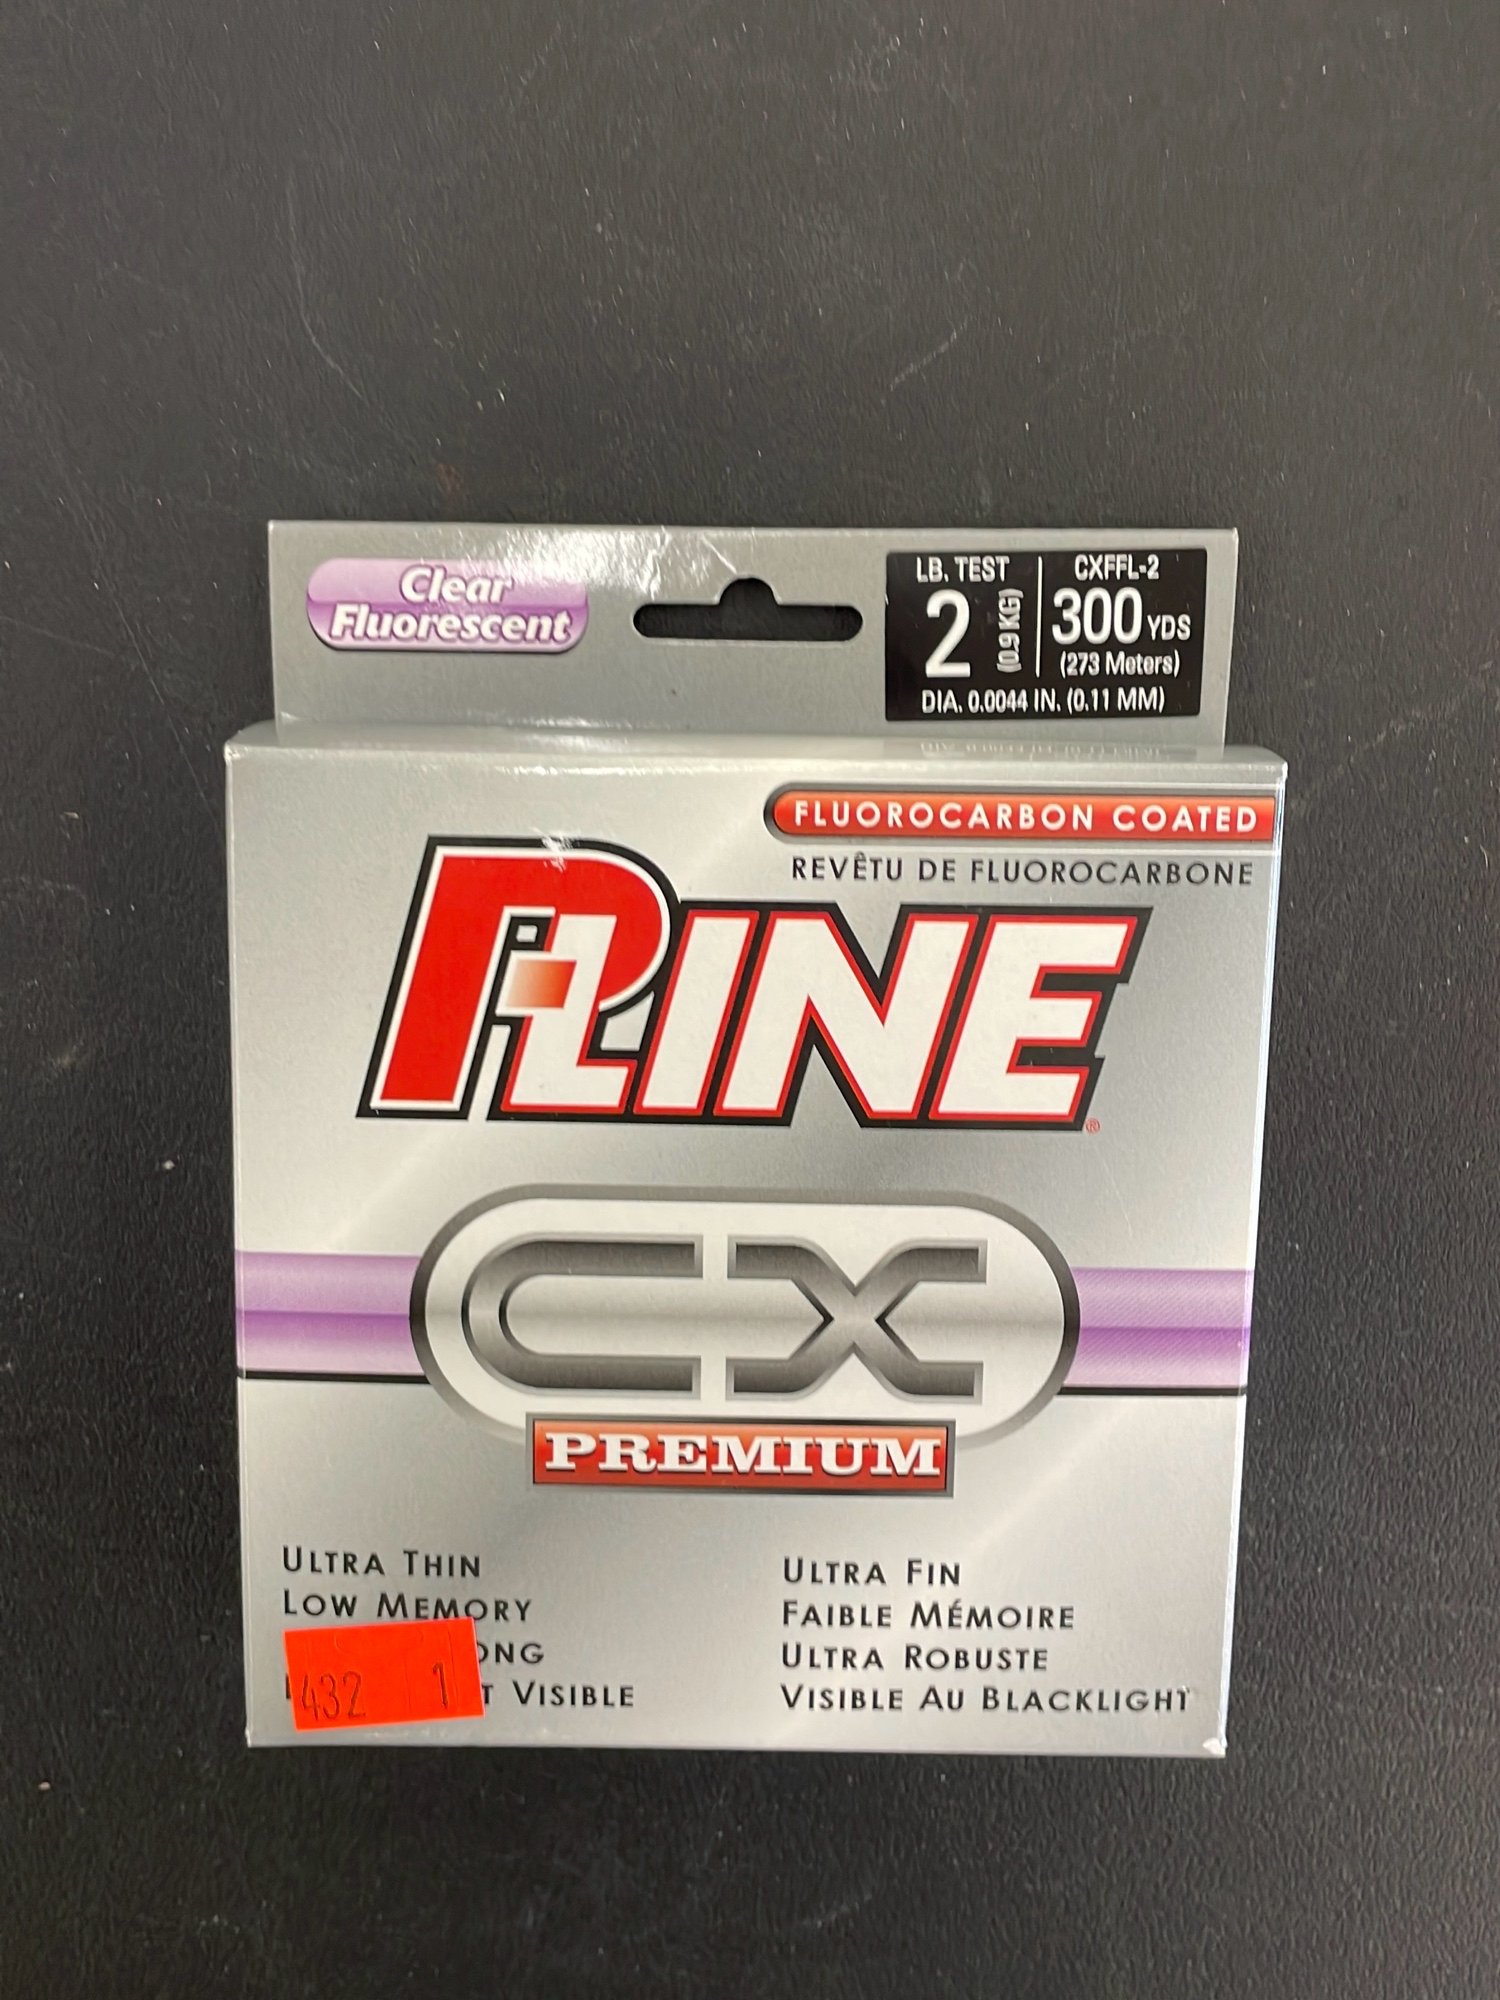 Clear
Fluorescent
LB. TEST
2 (0.9 KG)
CXFFL-2
300 YDS
(273 Meters)
DIA. 0.0044 IN. (0.11 MM)
FLUOROCARBON COATED
REVÊTU DE FLUOROCARBONE
PLINE®
CX
PREMIUM
ULTRA THIN
LOW MEMORY
VISIBLE
432 1
ULTRA FIN
FAIBLE MÉMOIRE
ULTRA ROBUSTE
VISIBLE AU BLACKLIGHT